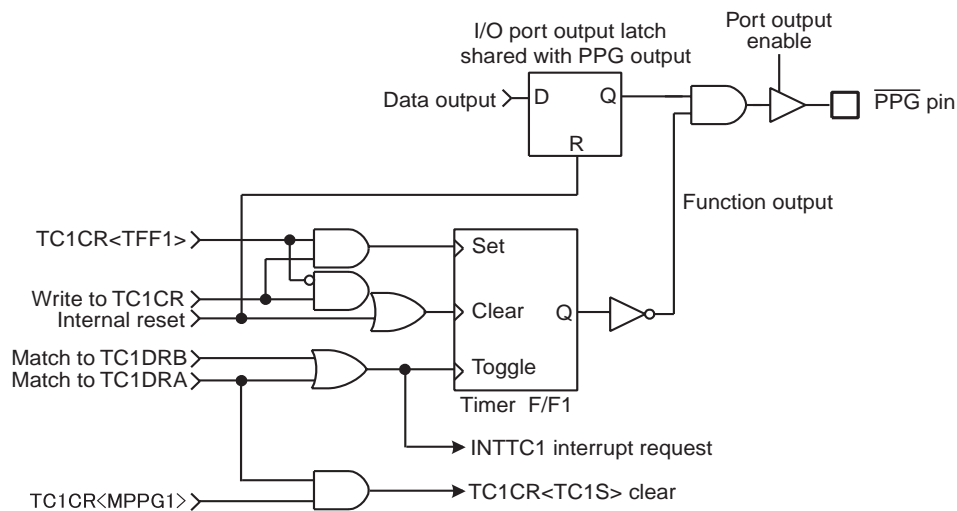 I/O port output latch
shared with PPG output
Port output
enable
Data output
D
Q
R
PPG pin
Function output
TC1CR<TFF1>
Set
Write to TC1CR
Internal reset
Clear
Q
Match to TC1DRB
Match to TC1DRA
Toggle
Timer F/F1
INTTC1 interrupt request
TC1CR<MPPG1>
TC1CR<TC1S> clear